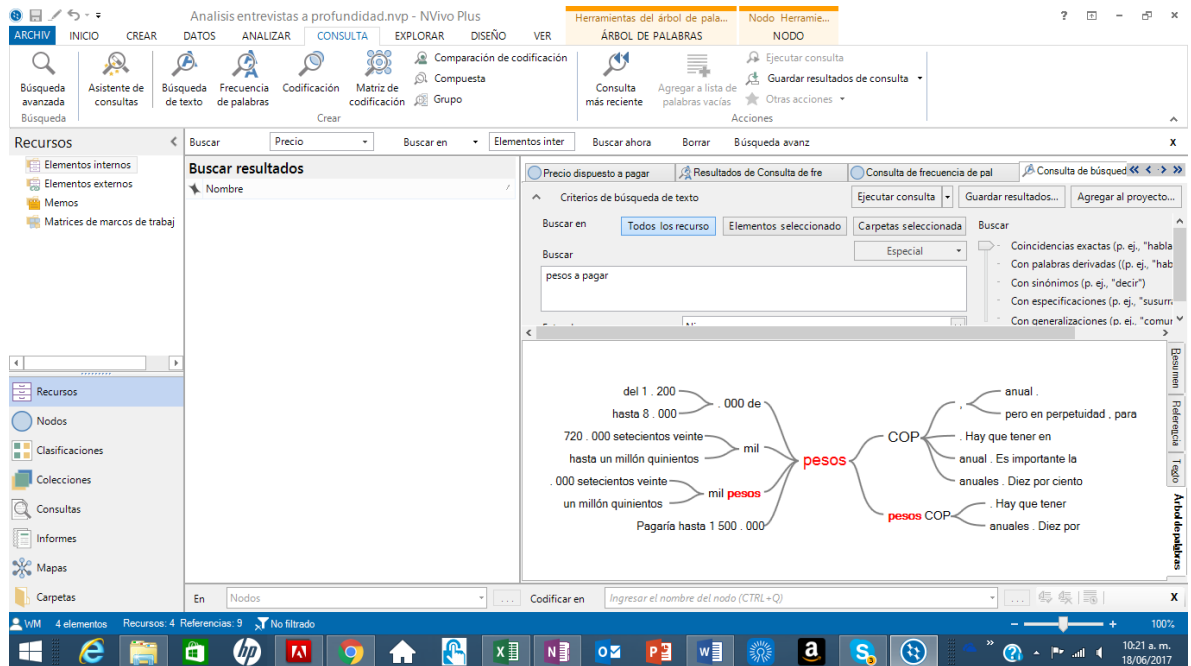 Analisis entrevistas a profundidad.nvp - NVivo Plus
Herramientas del árbol de pala...
Nodo Herramie...
ARCHIV INICIO CREAR DATOS ANALIZAR CONSULTA EXPLORAR DISEÑO VER ÁRBOL DE PALABRAS NODO
Búsqueda avanzada
Asistente de consultas
Búsqueda de texto
Frecuencia de palabras
Codificación
Matriz de codificación
Comparación de codificación
Compuesta
Grupo
Consulta más reciente
Agregar a lista de palabras vacías
Ejecutar consulta
Guardar resultados de consulta
Otras acciones
Búsqueda Crear Acciones
Recursos
Buscar Precio Buscar en Elementos inter Buscar ahora Borrar Búsqueda avanz X
Elementos internos
Elementos externos
Memos
Matrices de marcos de trabaj
Buscar resultados
Nombre
Precio dispuesto a pagar Resultados de Consulta de fre Consulta de frecuencia de pal Consulta de búsqued
Criterios de búsqueda de texto
Ejecutar consulta Guardar resultados... Agregar al proyecto...
Buscar en Todos los recurso Elementos seleccionado Carpetas seleccionada Buscar
Buscar Especial
pesos a pagar
Coincidencias exactas (p. ej., "habla
Con palabras derivadas ((p. ej., "hab
Con sinónimos (p. ej., "decir")
Con especificaciones (p. ej., "susurra
Con generalizaciones (p. ej., "comur
del 1 . 200
hasta 8 . 000
. 000 de
720 . 000 setecientos veinte
hasta un millón quinientos
mil
. 000 setecientos veinte
un millón quinientos
mil pesos
Pagaría hasta 1 500 . 000
pesos
COP
,
anual .
pero en perpetuidad , para
. Hay que tener en
anual . Es importante la
anuales . Diez por ciento
pesos COP
. Hay que tener
anuales . Diez por
Resumen
Referencia
Texto
Árbol de palabras
Recursos
Nodos
Clasificaciones
Colecciones
Consultas
Informes
Mapas
Carpetas
En Nodos ... Codificar en Ingresar el nombre del nodo (CTRL+Q) ... X
WM 4 elementos Recursos: 4 Referencias: 9 No filtrado 100%
10:21 a. m.
18/06/2017